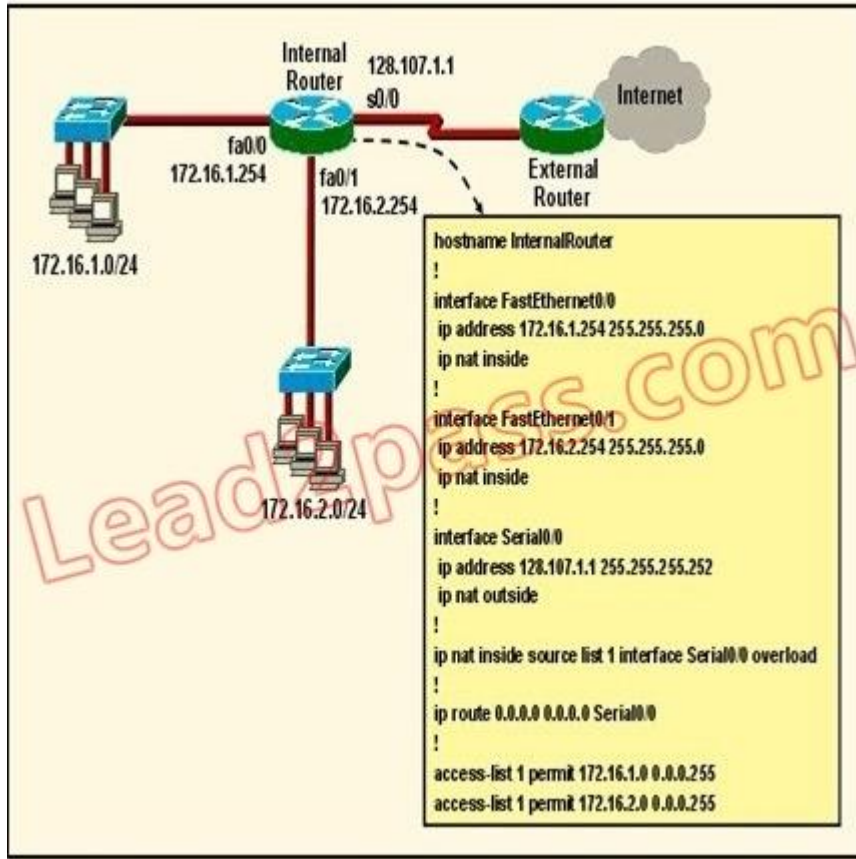 Internal
Router
128.107.1.1
s0/0
Internet
fa0/0
172.16.1.254
fa0/1
172.16.2.254
External
Router
172.16.1.0/24
172.16.2.0/24
hostname InternalRouter
!
interface FastEthernet0/0
ip address 172.16.1.254 255.255.255.0
ip nat inside
!
interface FastEthernet0/1
ip address 172.16.2.254 255.255.255.0
ip nat inside
!
interface Serial0/0
ip address 128.107.1.1 255.255.255.252
ip nat outside
!
ip nat inside source list 1 interface Serial0/0 overload
!
ip route 0.0.0.0 0.0.0.0 Serial0/0
!
access-list 1 permit 172.16.1.0 0.0.0.255
access-list 1 permit 172.16.2.0 0.0.0.255
Lead2pass.com